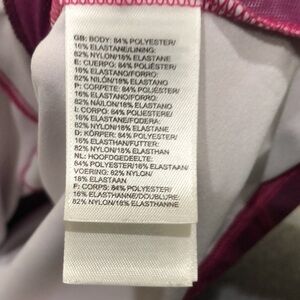 GB: BODY: 84% POLYESTER/
16% ELASTANE/LINING:
82% NYLON/18% ELASTANE
E: CUERPO: 84% POLIÉSTER/
16% ELASTANO/FORRO:
82% NILÓN/18% ELASTANO
P: CORPETE: 84% POLIÉSTER/
16% ELASTANO/FORRO:
82% NÁILON/18% ELASTANO
I: CORPO: 84% POLIESTERE/
16% ELASTAN/FODERA:
82% NYLON/18% ELASTAN
D: KÖRPER: 84% POLYESTER/
16% ELASTHAN/FUTTER:
82% NYLON/18% ELASTHAN
NL: HOOFDGEDEELTE:
84% POLYESTER/16% ELASTAAN/
VOERING: 82% NYLON/
18% ELASTAAN
F: CORPS: 84% POLYESTER/
16% ELASTHANNE/DOUBLURE:
82% NYLON/18% ELASTHANNE